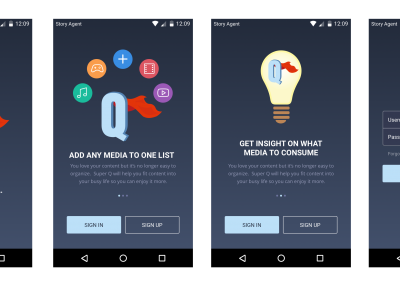 12:09
Story Agent
12:09
Q
ADD ANY MEDIA TO ONE LIST
You love your content but it's no longer easy to
organize. Super Q will help you fit content into
your busy life so you can enjoy it more.
SIGN IN
SIGN UP
Story Agent
12:09
Q
GET INSIGHT ON WHAT
MEDIA TO CONSUME
You love your content but it's no longer easy to
organize. Super Q will help you fit content into
your busy life so you can enjoy it more.
SIGN IN
SIGN UP
Story Agent
User
Pass
Forgo